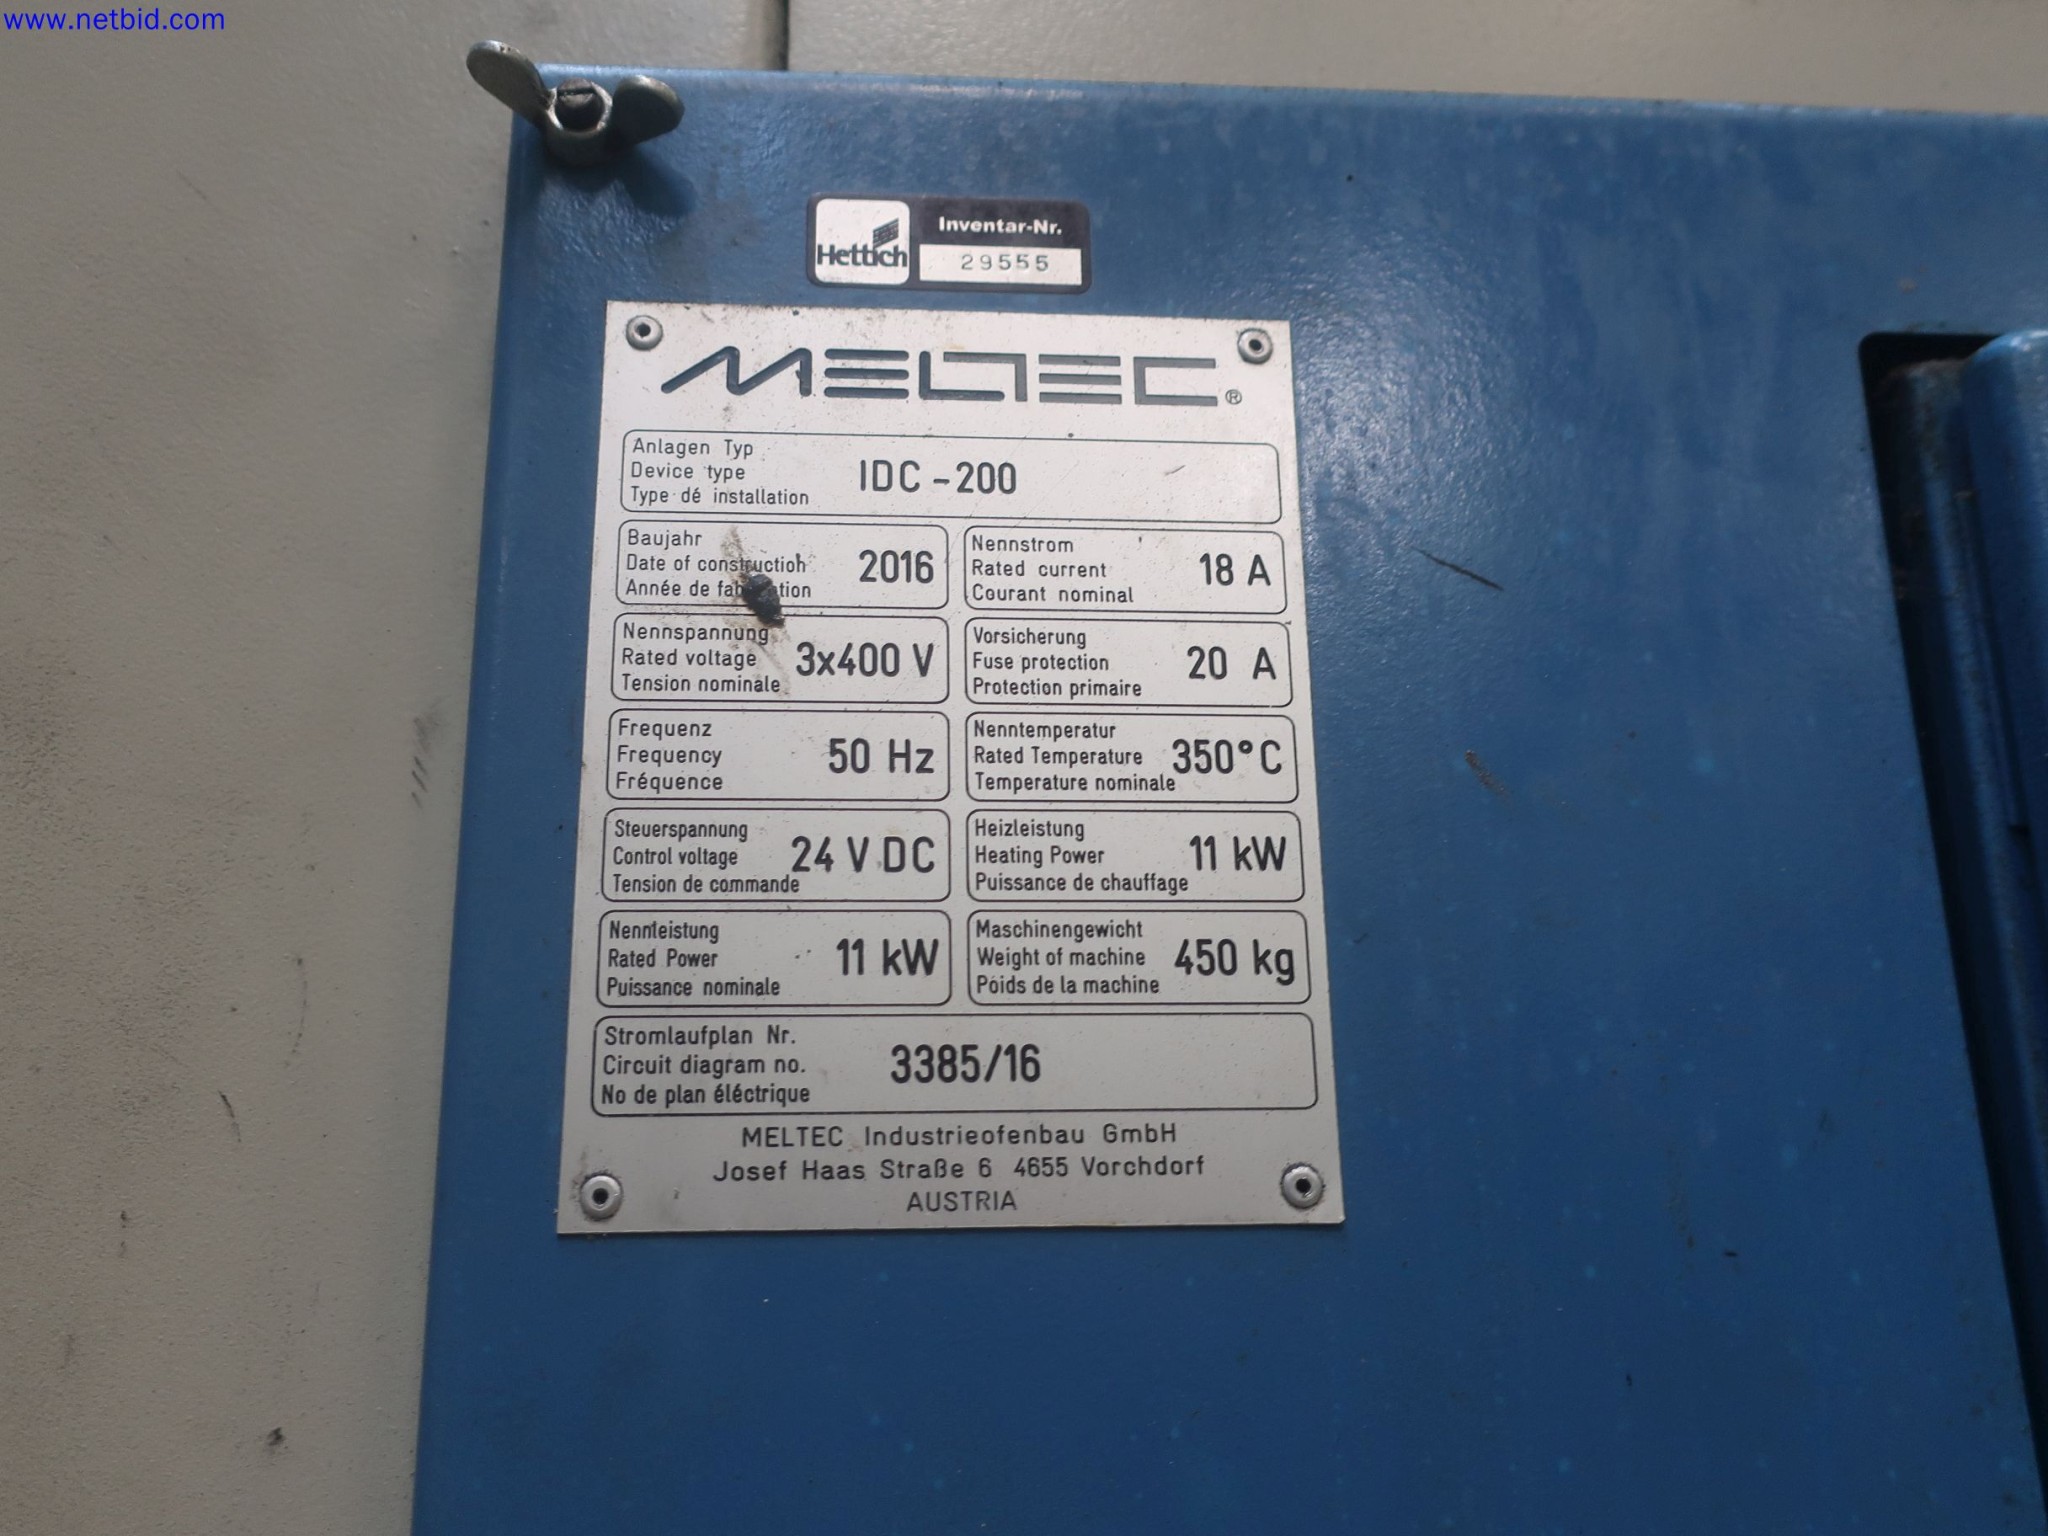 www.netbid.com
Hettich
Inventar-Nr.
29555
MELTEC®
Anlagen Typ
Device type
Type dé installation
IDC -200
Baujahr
Date of construction
Année de fabrication
2016
Nennstrom
Rated current
Courant nominal
18 A
Nennspannung
Rated voltage
Tension nominale
3x400 V
Vorsicherung
Fuse protection
Protection primaire
20 A
Frequenz
Frequency
Fréquence
50 Hz
Nenntemperatur
Rated Temperature
Temperature nominale
350°C
Steuerspannung
Control voltage
Tension de commande
24 V DC
Heizleistung
Heating Power
Puissance de chauffage
11 kW
Nennleistung
Rated Power
Puissance nominale
11 kW
Maschinengewicht
Weight of machine
Poids de la machine
450 kg
Stromlaufplan Nr.
Circuit diagram no.
No de plan éléctrique
3385/16
MELTEC Industrieofenbau GmbH
Josef Haas Straße 6 4655 Vorchdorf
AUSTRIA